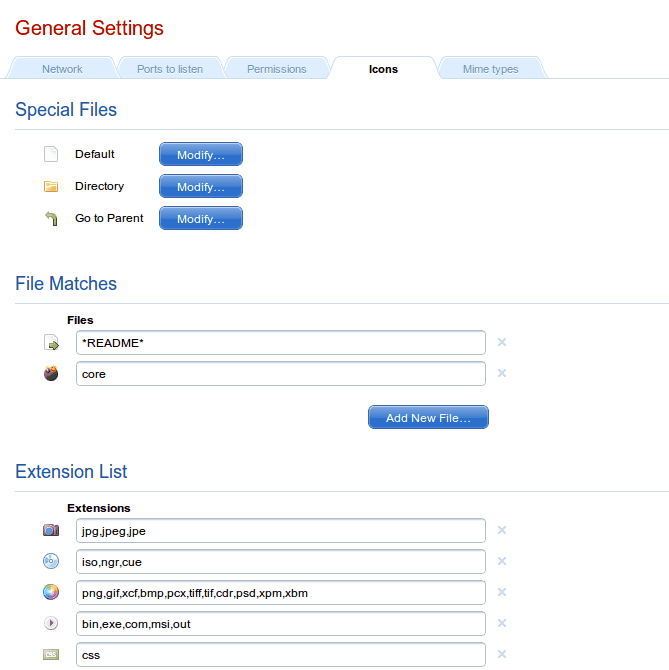 General Settings
Network Ports to listen Permissions Icons Mime types
Special Files
Default Modify...
Directory Modify...
Go to Parent Modify...
File Matches
Files
*README*
core
Add New File...
Extension List
Extensions
jpg,jpeg,jpe
iso,ngr,cue
png,gif,xcf,bmp,pcx,tiff,tif,cdr,psd,xpm,xbm
bin,exe,com,msi,out
css